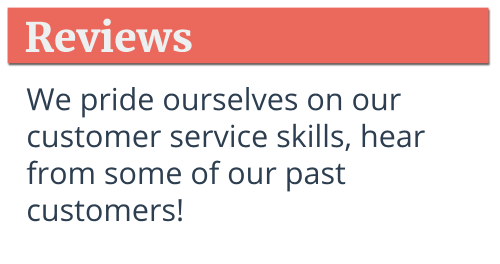 Reviews
We pride ourselves on our
customer service skills, hear
from some of our past
customers!